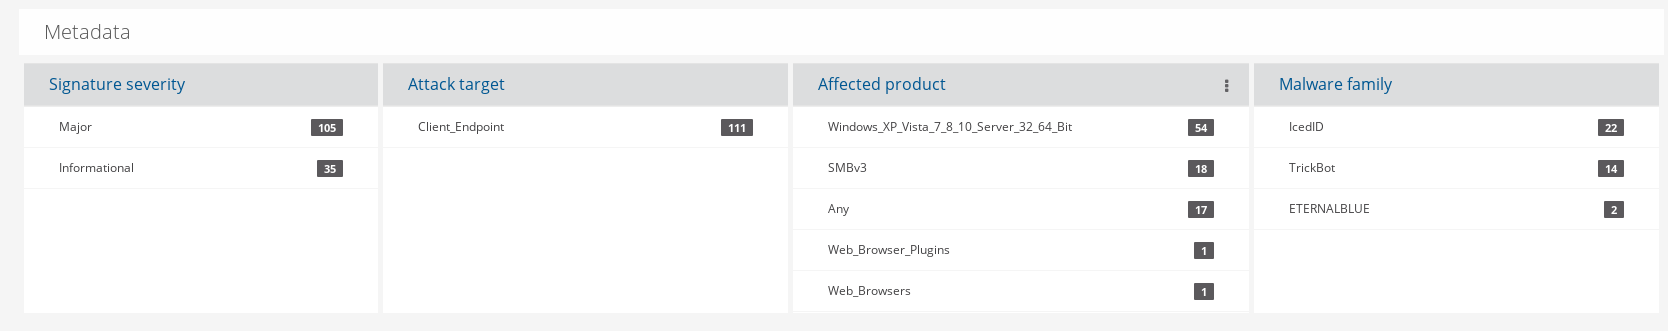 Metadata
Signature severity
Major 105
Informational 35
Attack target
Client_Endpoint 111
Affected product
Windows_XP_Vista_7_8_10_Server_32_64_Bit 54
SMBv3 18
Any 17
Web_Browser_Plugins 1
Web_Browsers 1
Malware family
IcedID 22
TrickBot 14
ETERNALBLUE 2